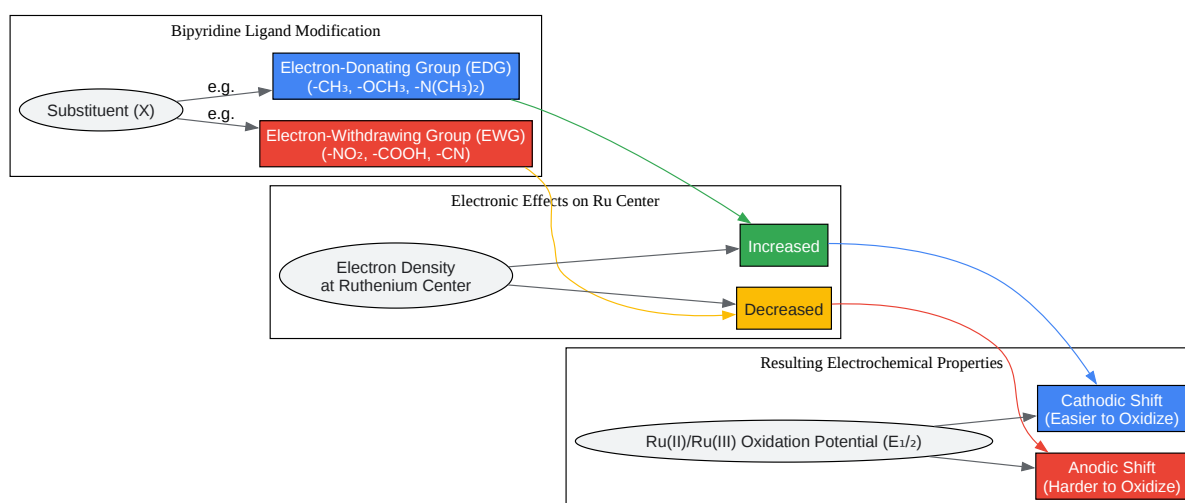 Bipyridine Ligand Modification
Substituent (X)
e.g.
e.g.
Electron-Donating Group (EDG)
(-CH₃, -OCH₃, -N(CH₃)₂)
Electron-Withdrawing Group (EWG)
(-NO₂, -COOH, -CN)
Electronic Effects on Ru Center
Electron Density
at Ruthenium Center
Increased
Decreased
Resulting Electrochemical Properties
Ru(II)/Ru(III) Oxidation Potential (E₁/₂)
Cathodic Shift
(Easier to Oxidize)
Anodic Shift
(Harder to Oxidize)